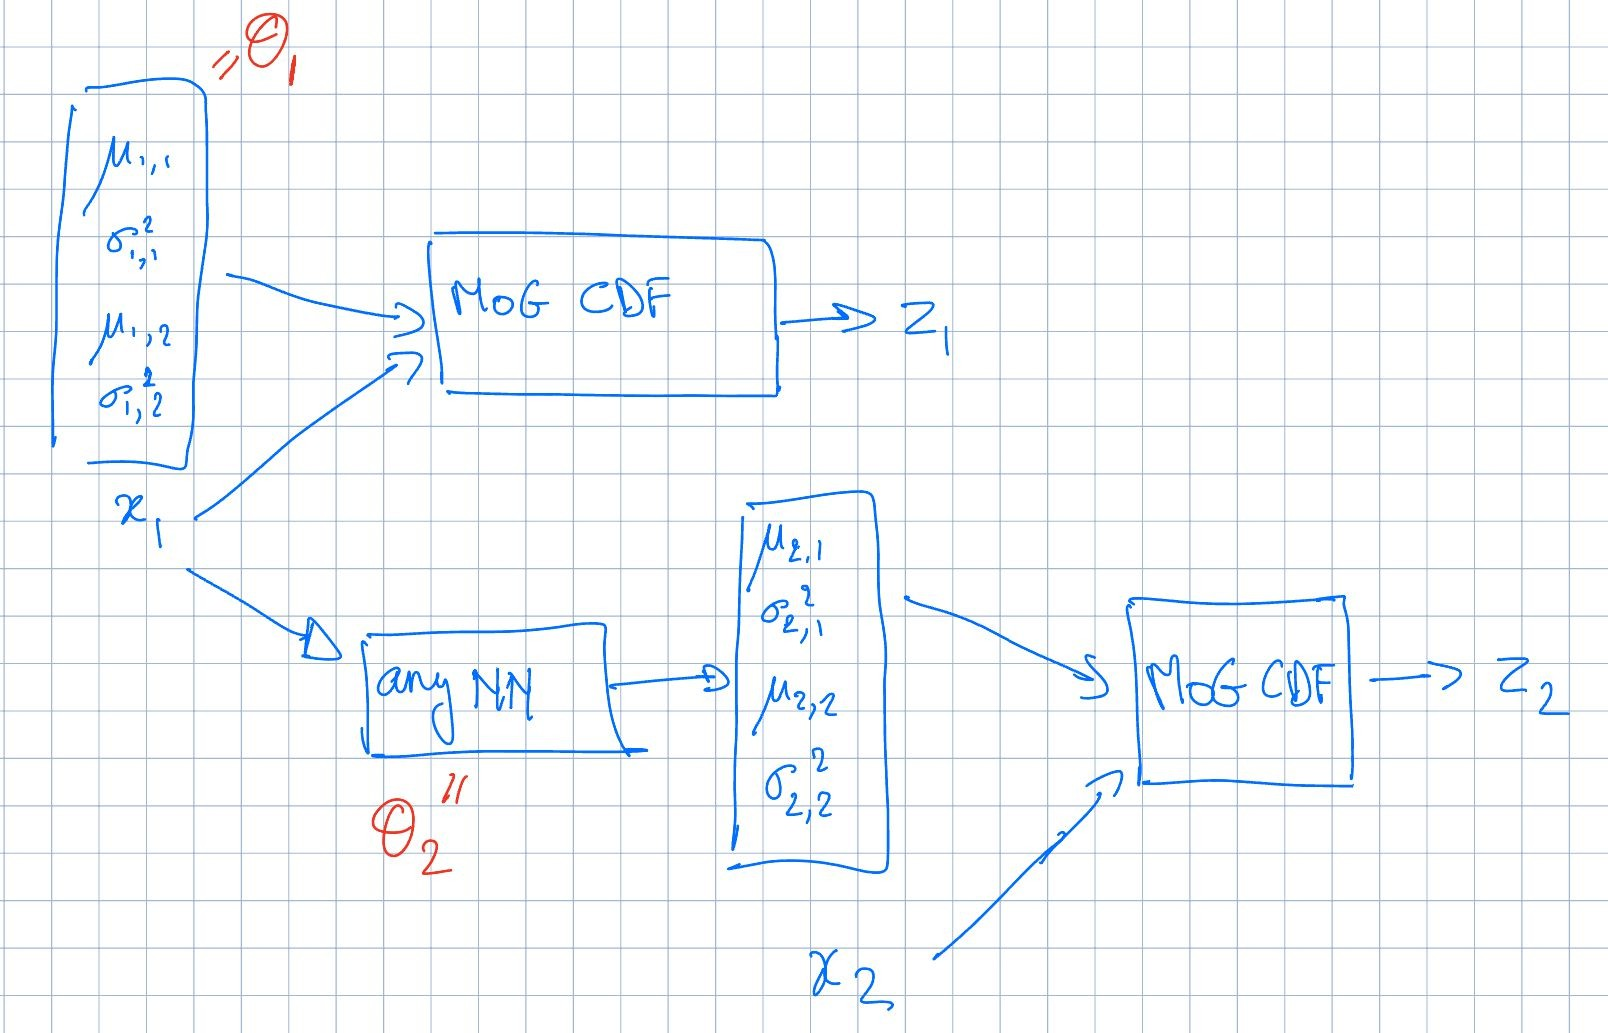 = θ₁
μ₁,₁
σ²₁,₁
μ₁,₂
σ²₁,₂
MoG CDF
z₁
x₁
μ₂,₁
σ²₂,₁
any NN
μ₂,₂
σ²₂,₂
MoG CDF
z₂
=
θ₂
x₂